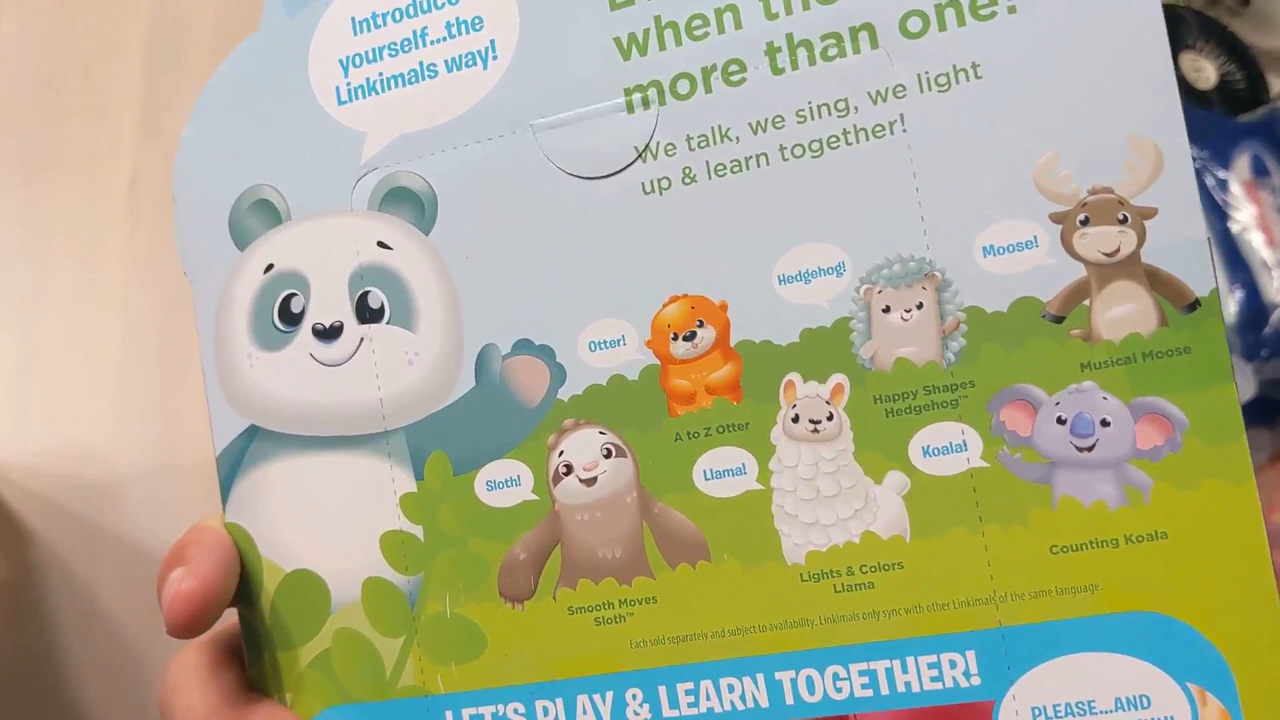 Introduce
yourself...the
Linkimals way!
when
more than one!
We talk, we sing, we light
up & learn together!
Moose!
Hedgehog!
Otter!
Musical Moose
Happy Shapes
Hedgehog™
A to Z Otter
Koala!
Llama!
Sloth!
Counting Koala
Lights & Colors
Llama
Smooth Moves
Sloth™
Each sold separately and subject to availability. Linkimals only sync with other Linkimals of the same language.
LET'S PLAY & LEARN TOGETHER!
PLEASE...AND